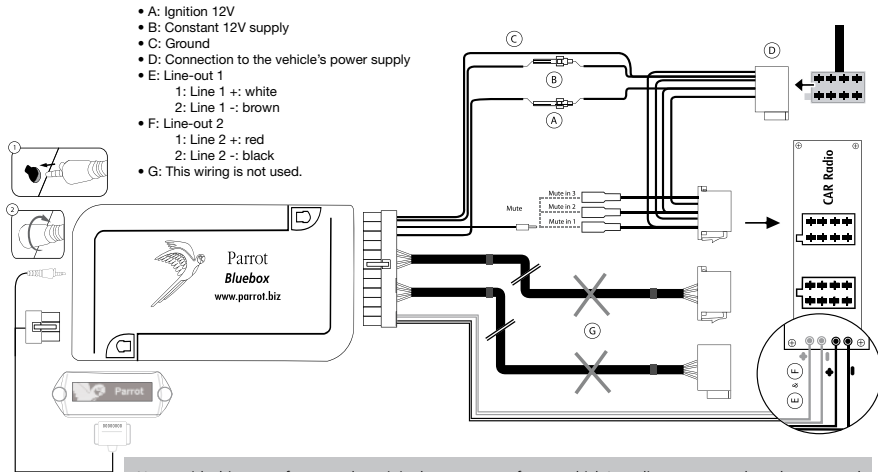 • A: Ignition 12V
• B: Constant 12V supply
• C: Ground
• D: Connection to the vehicle's power supply
• E: Line-out 1
1: Line 1 +: white
2: Line 1 -: brown
• F: Line-out 2
1: Line 2 +: red
2: Line 2 -: black
• G: This wiring is not used.
C
B
A
D
1
2
Mute
Mute in 3
Mute in 2
Mute in 1
CAR Radio
Parrot
Bluebox
www.parrot.biz
G
+ - + -
F
&
E
Parrot